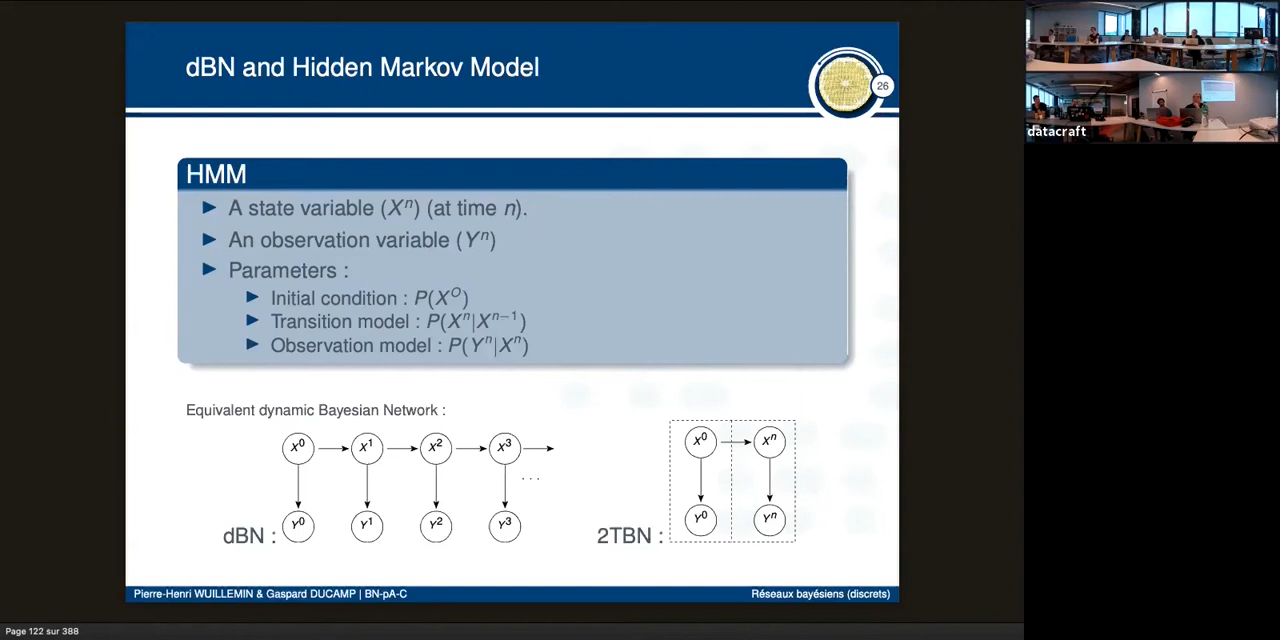 dBN and Hidden Markov Model
26
HMM
► A state variable (Xⁿ) (at time n).
► An observation variable (Yⁿ)
► Parameters :
► Initial condition : P(X⁰)
► Transition model : P(Xⁿ|Xⁿ⁻¹)
► Observation model : P(Yⁿ|Xⁿ)
Equivalent dynamic Bayesian Network :
X⁰ X¹ X² X³
...
dBN : Y⁰ Y¹ Y² Y³
X⁰ Xⁿ
2TBN : Y⁰ Yⁿ
Pierre-Henri WUILLEMIN & Gaspard DUCAMP | BN-pA-C
Réseaux bayésiens (discrets)
Page 122 sur 388
datacraft